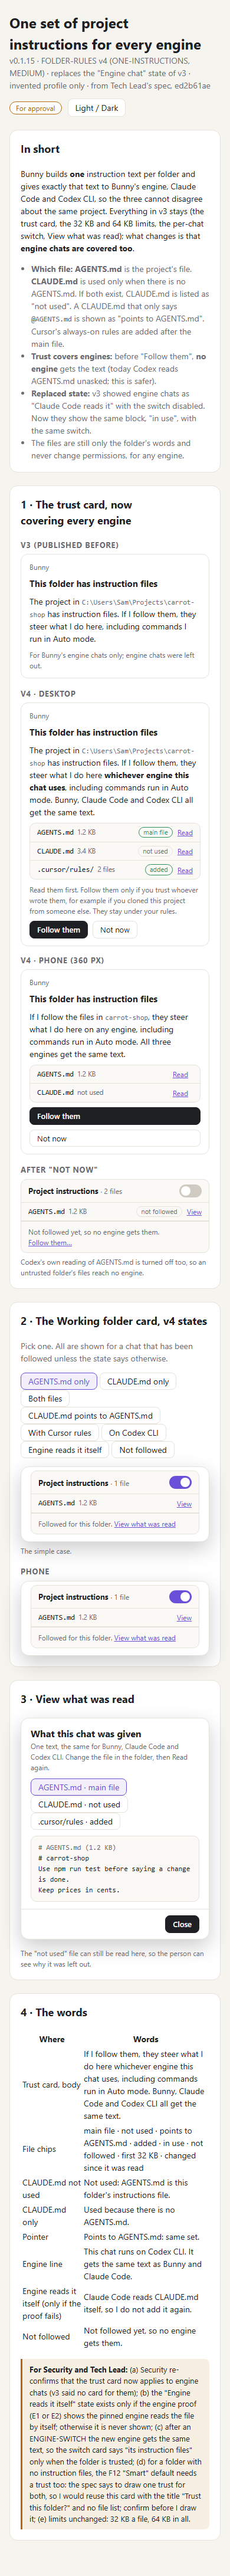 One set of project
instructions for every engine
v0.1.15 · FOLDER-RULES v4 (ONE-INSTRUCTIONS,
MEDIUM) · replaces the "Engine chat" state of v3 ·
invented profile only · from Tech Lead's spec, ed2b61ae
For approval
Light / Dark
In short
Bunny builds one instruction text per folder and
gives exactly that text to Bunny's engine, Claude
Code and Codex CLI, so the three cannot disagree
about the same project. Everything in v3 stays (the
trust card, the 32 KB and 64 KB limits, the per-chat
switch, View what was read); what changes is that
engine chats are covered too.
• Which file: AGENTS.md is the project's file.
CLAUDE.md is used only when there is no
AGENTS.md. If both exist, CLAUDE.md is listed
as "not used". A CLAUDE.md that only says
@AGENTS.md is shown as "points to AGENTS.md".
Cursor's always-on rules are added after the
main file.
• Trust covers engines: before "Follow them", no
engine gets the text (today Codex reads
AGENTS.md unasked; this is safer).
• Replaced state: v3 showed engine chats as
"Claude Code reads it" with the switch disabled.
Now they show the same block, "in use", with
the same switch.
• The files are still only the folder's words and
never change permissions, for any engine.
1 · The trust card, now
covering every engine
V3 (PUBLISHED BEFORE)
Bunny
This folder has instruction files
The project in C:\Users\Sam\Projects\carrot-
shop has instruction files. If I follow them, they
steer what I do here, including commands I
run in Auto mode.
For Bunny's engine chats only; engine chats were left
out.
V4 · DESKTOP
Bunny
This folder has instruction files
The project in C:\Users\Sam\Projects\carrot-
shop has instruction files. If I follow them, they
steer what I do here whichever engine this
chat uses, including commands run in Auto
mode. Bunny, Claude Code and Codex CLI all
get the same text.
AGENTS.md 1.2 KB main file Read
CLAUDE.md 3.4 KB not used Read
.cursor/rules/ 2 files added Read
Read them first. Follow them only if you trust whoever
wrote them, for example if you cloned this project
from someone else. They stay under your rules.
Follow them
Not now
V4 · PHONE (360 PX)
Bunny
This folder has instruction files
If I follow the files in carrot-shop, they steer
what I do here on any engine, including
commands run in Auto mode. All three
engines get the same text.
AGENTS.md 1.2 KB Read
CLAUDE.md not used Read
Follow them
Not now
AFTER "NOT NOW"
Project instructions · 2 files
AGENTS.md 1.2 KB not followed View
Not followed yet, so no engine gets them.
Follow them...
Codex's own reading of AGENTS.md is turned off too, so an
untrusted folder's files reach no engine.
2 · The Working folder card, v4 states
Pick one. All are shown for a chat that has been
followed unless the state says otherwise.
AGENTS.md only
CLAUDE.md only
Both files
CLAUDE.md points to AGENTS.md
With Cursor rules
On Codex CLI
Engine reads it itself
Not followed
Project instructions · 1 file
AGENTS.md 1.2 KB View
Followed for this folder. View what was read
The simple case.
PHONE
Project instructions · 1 file
AGENTS.md 1.2 KB View
Followed for this folder. View what was read
3 · View what was read
What this chat was given
One text, the same for Bunny, Claude Code and
Codex CLI. Change the file in the folder, then Read
again.
AGENTS.md · main file
CLAUDE.md · not used
.cursor/rules · added
# AGENTS.md (1.2 KB)
# carrot-shop
Use npm run test before saying a change
is done.
Keep prices in cents.
Close
The "not used" file can still be read here, so the person can
see why it was left out.
4 · The words
Where Words
Trust card, body If I follow them, they steer what I
do here whichever engine this
chat uses, including commands
run in Auto mode. Bunny, Claude
Code and Codex CLI all get the
same text.
File chips main file · not used · points to
AGENTS.md · added · in use · not
followed · first 32 KB · changed
since it was read
CLAUDE.md not used Not used: AGENTS.md is this
folder's instructions file.
CLAUDE.md only Used because there is no
AGENTS.md.
Pointer Points to AGENTS.md: same set.
Engine line This chat runs on Codex CLI. It
gets the same text as Bunny and
Claude Code.
Engine reads it itself (only if the proof fails) Claude Code reads CLAUDE.md
itself, so I do not add it again.
Not followed Not followed yet, so no engine
gets them.
For Security and Tech Lead: (a) Security re-
confirms that the trust card now applies to engine
chats (v3 said no card for them); (b) the "Engine
reads it itself" state exists only if the engine proof
(E1 or E2) shows the pinned engine reads the file
by itself; otherwise it is never shown; (c) after an
ENGINE-SWITCH the new engine gets the same
text, so the switch card says "its instruction files"
only when the folder is trusted; (d) for a folder with
no instruction files, the F12 "Smart" default needs
a trust too: the spec says to draw one trust for
both, so I would reuse this card with the title "Trust
this folder?" and no file list; confirm before I draw
it; (e) limits unchanged: 32 KB a file, 64 KB in all.